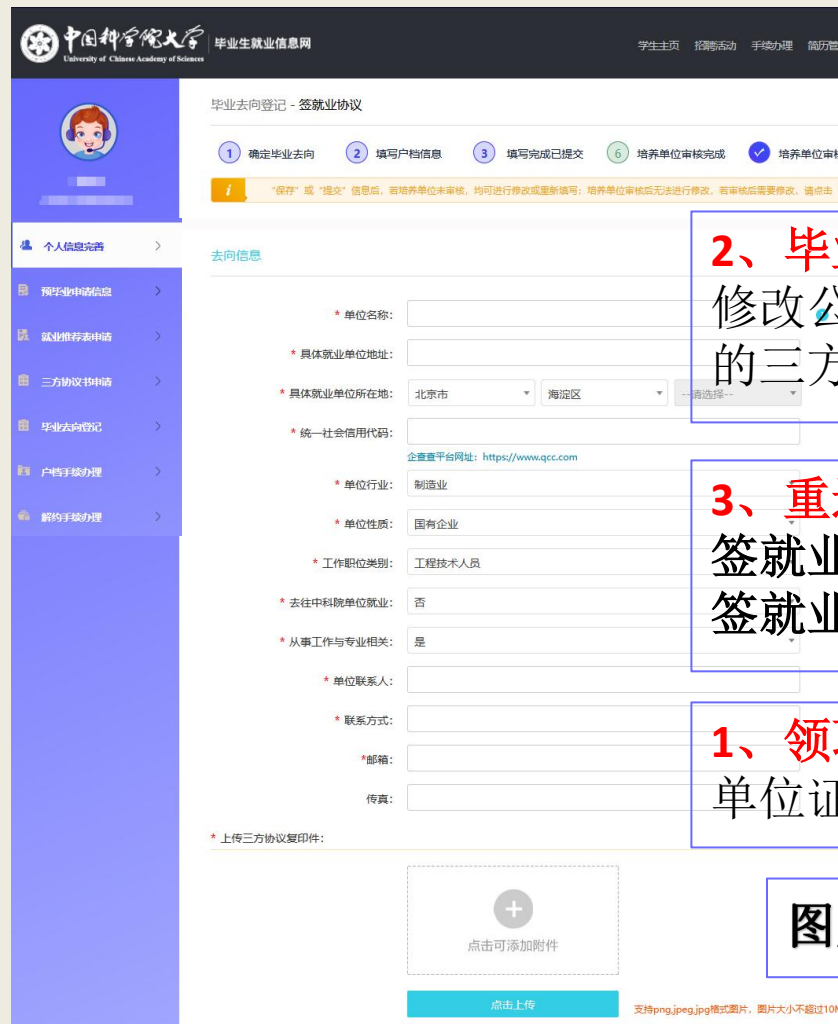 中国科学院大学
University of Chinese Academy of Sciences
毕业生就业信息网
学生主页 招聘活动 手续办理 简历管
毕业去向登记 - 签就业协议
1 确定毕业去向 2 填写户档信息 3 填写完成已提交 6 培养单位审核完成 培养单位审核
i “保存”或“提交”信息后，若培养单位未审核，均可进行修改或重新填写；培养单位审核后无法进行修改，若审核后需要修改，请点击
个人信息完善
预毕业申请信息
就业推荐表申请
三方协议书申请
毕业去向登记
户档手续办理
解约手续办理
去向信息
* 单位名称：
* 具体就业单位地址：
* 具体就业单位所在地： 北京市 海淀区 --请选择--
* 统一社会信用代码：
企查查平台网址：https://www.qcc.com
* 单位行业： 制造业
* 单位性质： 国有企业
* 工作职位类别： 工程技术人员
* 去往中科院单位就业： 否
* 从事工作与专业相关： 是
* 单位联系人：
* 联系方式：
*邮箱：
传真：
* 上传三方协议复印件：
点击可添加附件
点击上传
支持png,jpeg,jpg格式图片，图片大小不超过10M
2、毕
修改公
的三方
3、重
签就业
签就业
1、领
单位证
图